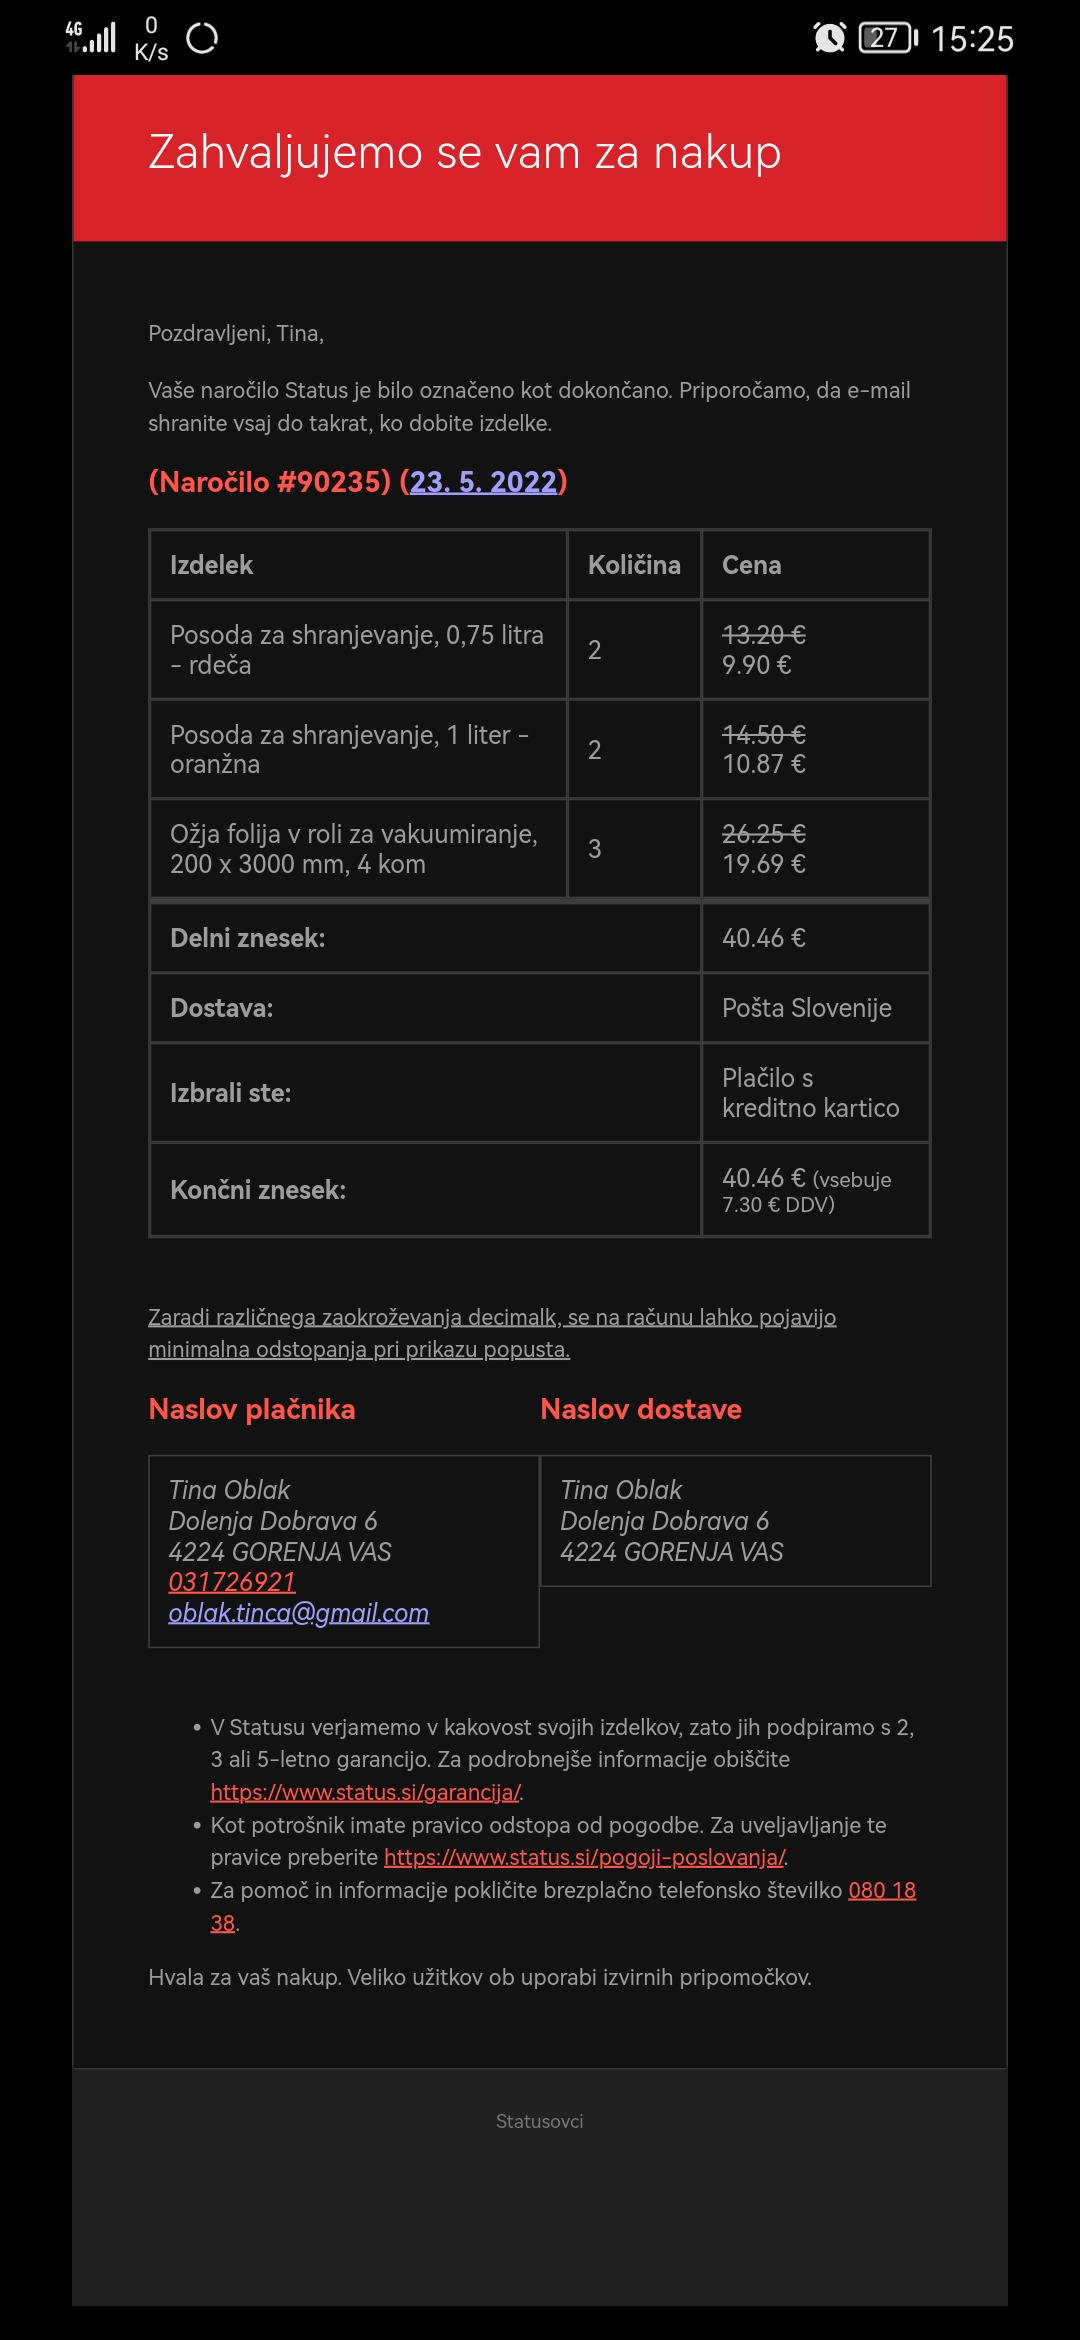 4G 0 K/s 27 15:25
Zahvaljujemo se vam za nakup
Pozdravljeni, Tina,
Vaše naročilo Status je bilo označeno kot dokončano. Priporočamo, da e-mail
shranite vsaj do takrat, ko dobite izdelke.
(Naročilo #90235) (23. 5. 2022)
Izdelek Količina Cena
Posoda za shranjevanje, 0,75 litra
- rdeča
2
13.20 €
9.90 €
Posoda za shranjevanje, 1 liter -
oranžna
2
14.50 €
10.87 €
Ožja folija v roli za vakuumiranje,
200 x 3000 mm, 4 kom
3
26.25 €
19.69 €
Delni znesek: 40.46 €
Dostava: Pošta Slovenije
Izbrali ste: Plačilo s
kreditno kartico
Končni znesek: 40.46 € (vsebuje
7.30 € DDV)
Zaradi različnega zaokroževanja decimalk, se na računu lahko pojavijo
minimalna odstopanja pri prikazu popusta.
Naslov plačnika
Tina Oblak
Dolenja Dobrava 6
4224 GORENJA VAS
031726921
oblak.tinca@gmail.com
Naslov dostave
Tina Oblak
Dolenja Dobrava 6
4224 GORENJA VAS
• V Statusu verjamemo v kakovost svojih izdelkov, zato jih podpiramo s 2,
3 ali 5-letno garancijo. Za podrobnejše informacije obiščite
https://www.status.si/garancija/.
• Kot potrošnik imate pravico odstopa od pogodbe. Za uveljavljanje te
pravice preberite https://www.status.si/pogoji-poslovanja/.
• Za pomoč in informacije pokličite brezplačno telefonsko številko 080 18
38.
Hvala za vaš nakup. Veliko užitkov ob uporabi izvirnih pripomočkov.
Statusovci